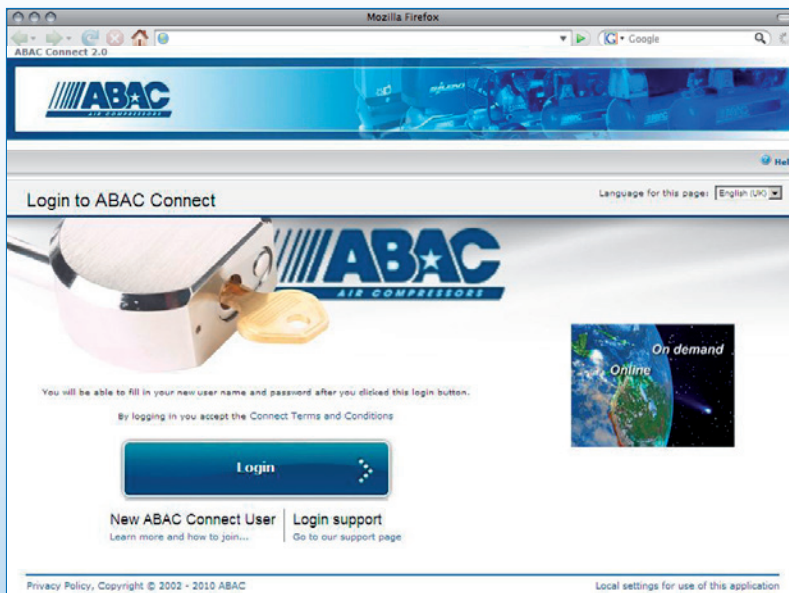 Mozilla Firefox
Google
ABAC Connect 2.0
ABAC
AIR COMPRESSORS
Hel
Login to ABAC Connect
Language for this page: English (UK)
ABAC
AIR COMPRESSORS
On demand
Online
You will be able to fill in your new user name and password after you clicked this login button.
By logging in you accept the Connect Terms and Conditions
Login
New ABAC Connect User
Login support
Learn more and how to join...
Go to our support page
Privacy Policy, Copyright © 2002 - 2010 ABAC
Local settings for use of this application